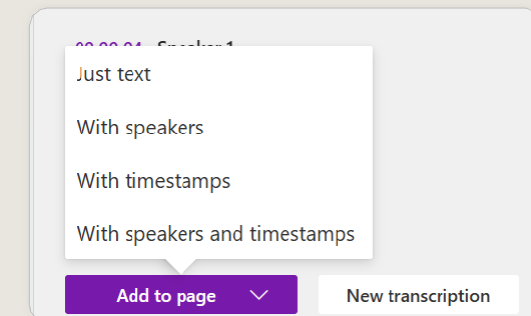 Just text
With speakers
With timestamps
With speakers and timestamps
Add to page
New transcription